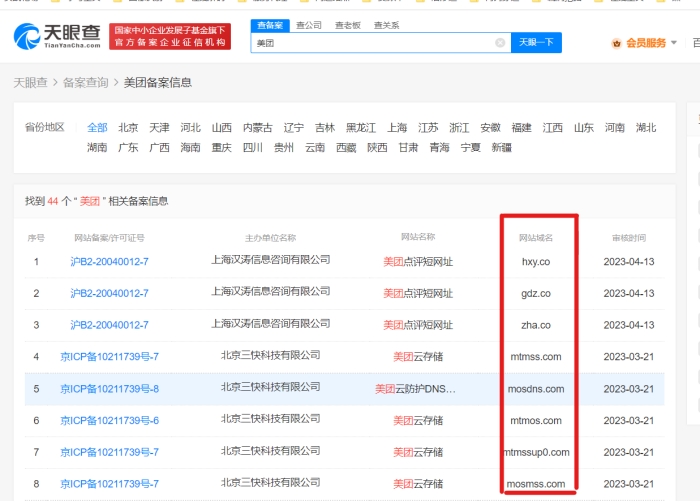 天眼查
TianYanCha.com
国家中小企业发展子基金旗下
官方备案企业征信机构
查备案 查公司 查老板 查关系
美团
天眼一下
会员服务
天眼查 > 备案查询 > 美团备案信息
省份地区 全部 北京 天津 河北 山西 内蒙古 辽宁 吉林 黑龙江 上海 江苏 浙江 安徽 福建 江西 山东 河南 湖北
湖南 广东 广西 海南 重庆 四川 贵州 云南 西藏 陕西 甘肃 青海 宁夏 新疆
找到 44 个“ 美团 ”相关备案信息
序号 网站备案/许可证号 主办单位名称 网站名称 网站域名 审核时间
1 沪B2-20040012-7 上海汉涛信息咨询有限公司 美团点评短网址 hxy.co 2023-04-13
2 沪B2-20040012-7 上海汉涛信息咨询有限公司 美团点评短网址 gdz.co 2023-04-13
3 沪B2-20040012-7 上海汉涛信息咨询有限公司 美团点评短网址 zha.co 2023-04-13
4 京ICP备10211739号-7 北京三快科技有限公司 美团云存储 mtmss.com 2023-03-21
5 京ICP备10211739号-8 北京三快科技有限公司 美团云防护DNS... mosdns.com 2023-03-21
6 京ICP备10211739号-6 北京三快科技有限公司 美团云存储 mtmos.com 2023-03-21
7 京ICP备10211739号-7 北京三快科技有限公司 美团云存储 mtmssup0.com 2023-03-21
8 京ICP备10211739号-7 北京三快科技有限公司 美团云存储 mosmss.com 2023-03-21